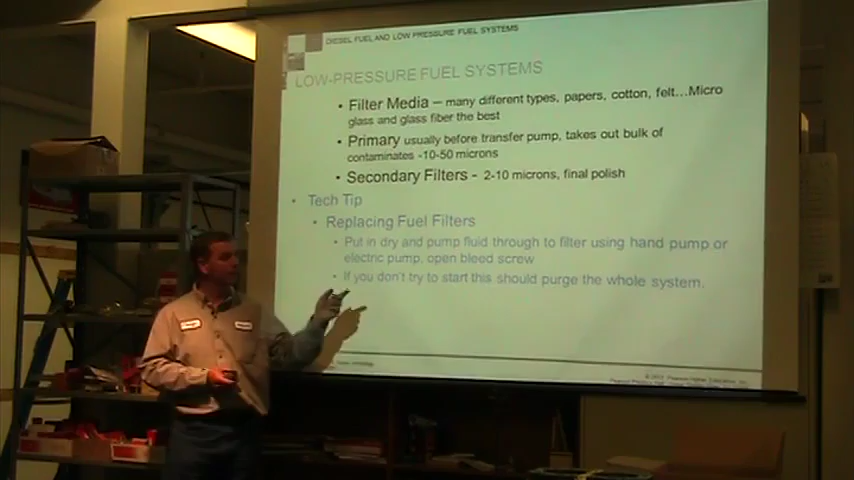 DIESEL FUEL AND LOW PRESSURE FUEL SYSTEMS
LOW-PRESSURE FUEL SYSTEMS
• Filter Media – many different types, papers, cotton, felt…Micro
glass and glass fiber the best
• Primary usually before transfer pump, takes out bulk of
contaminates -10-50 microns
• Secondary Filters - 2-10 microns, final polish
• Tech Tip
• Replacing Fuel Filters
• Put in dry and pump fluid through to filter using hand pump or
electric pump, open bleed screw
• If you don't try to start this should purge the whole system.